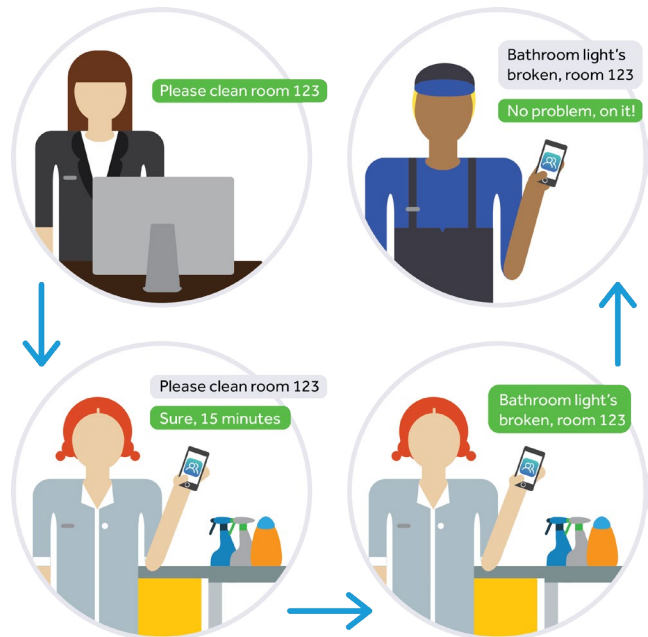 Please clean room 123
Please clean room 123
Sure, 15 minutes
Bathroom light's
broken, room 123
Bathroom light's
broken, room 123
No problem, on it!